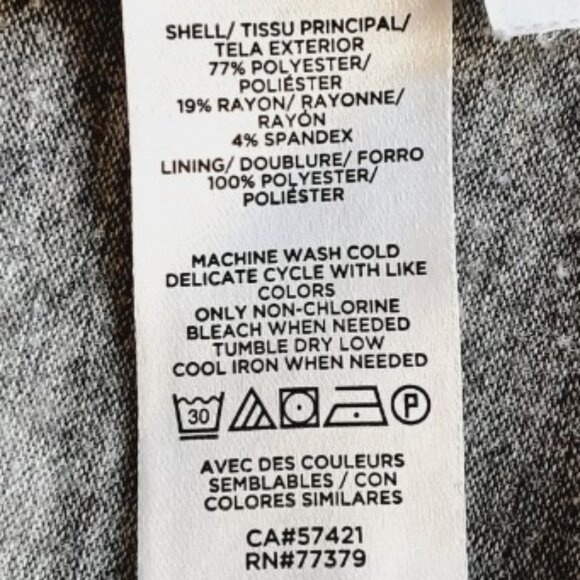 SHELL/ TISSU PRINCIPAL/
TELA EXTERIOR
77% POLYESTER/
POLIÉSTER
19% RAYON/ RAYONNE/
RAYÓN
4% SPANDEX
LINING/ DOUBLURE/ FORRO
100% POLYESTER/
POLIÉSTER
MACHINE WASH COLD
DELICATE CYCLE WITH LIKE
COLORS
ONLY NON-CHLORINE
BLEACH WHEN NEEDED
TUMBLE DRY LOW
COOL IRON WHEN NEEDED
30 P
AVEC DES COULEURS
SEMBLABLES / CON
COLORES SIMILARES
CA#57421
RN#77379